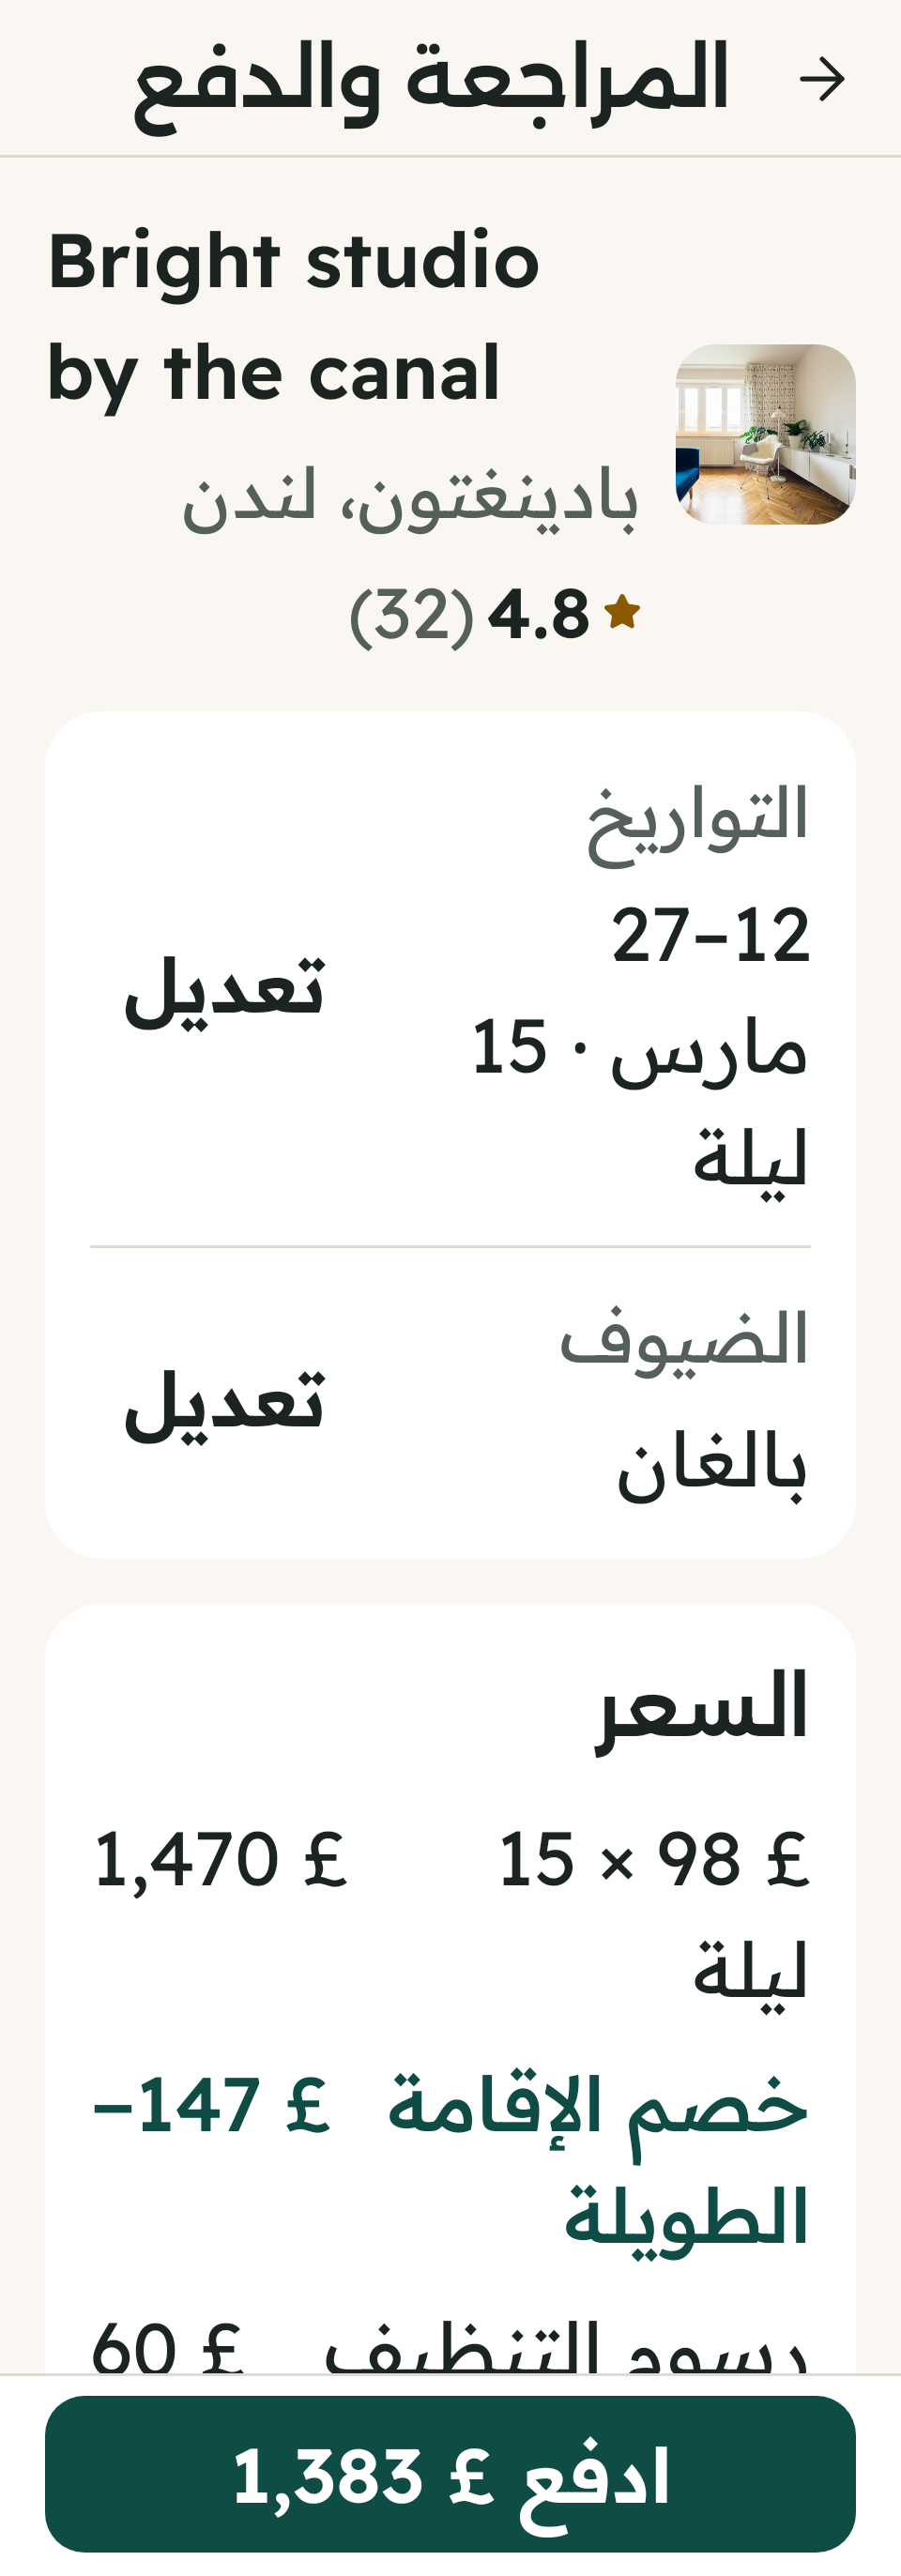 المراجعة والدفع
Bright studio
by the canal
بادينغتون، لندن
4.8 (32)
التواريخ
12–27
مارس · 15
ليلة
تعديل
الضيوف
بالغان
تعديل
السعر
£ 98 × 15
ليلة
£ 1,470
خصم الإقامة
الطويلة
£ 147−
رسوم التنظيف
£ 60
ادفع £ 1,383